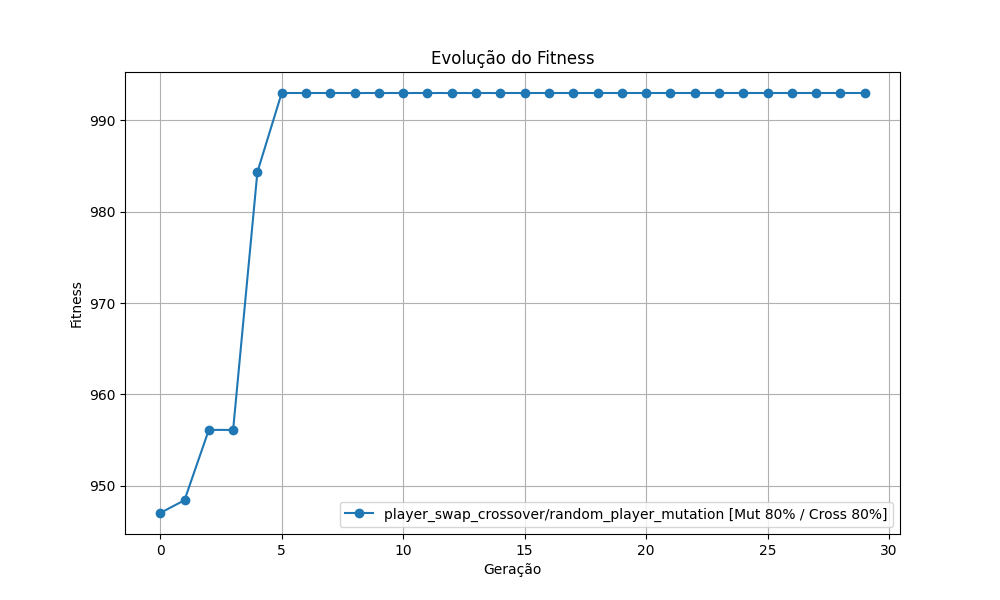 Evolução do Fitness
Fitness
990
980
970
960
950
player_swap_crossover/random_player_mutation [Mut 80% / Cross 80%]
0 5 10 15 20 25 30
Geração